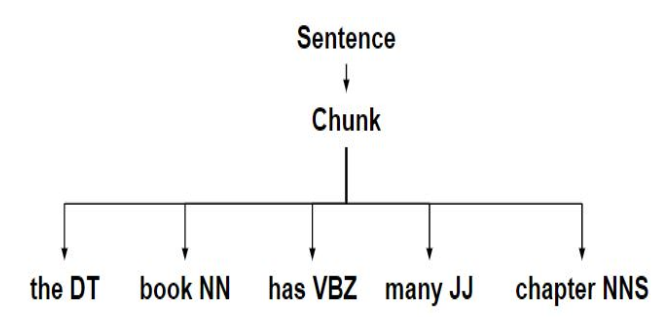 Sentence
Chunk
the DT book NN has VBZ many JJ chapter NNS